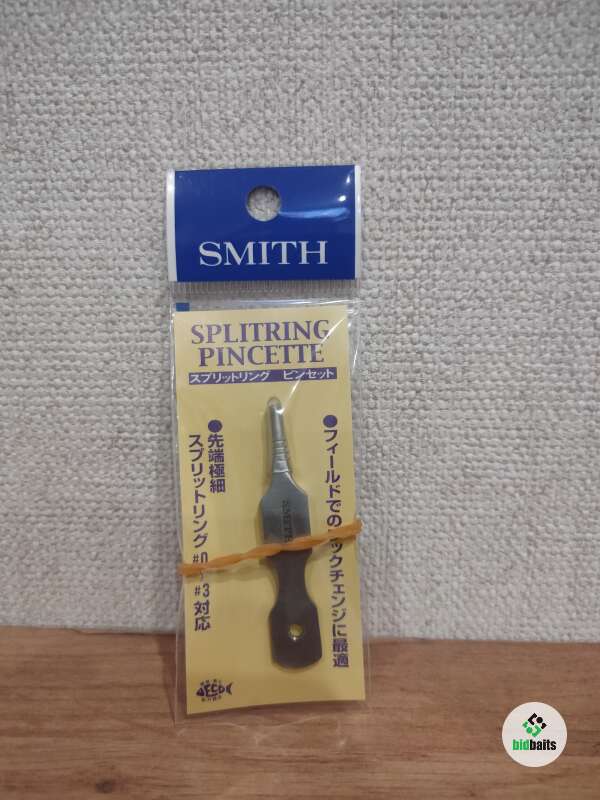 SMITH
SPLITRING
PINCETTE
スプリットリング ピンセット
●フィールドでの
ックチェンジに最適
●先端極細
スプリットリング #0
#3対応
SMITH
bidbaits